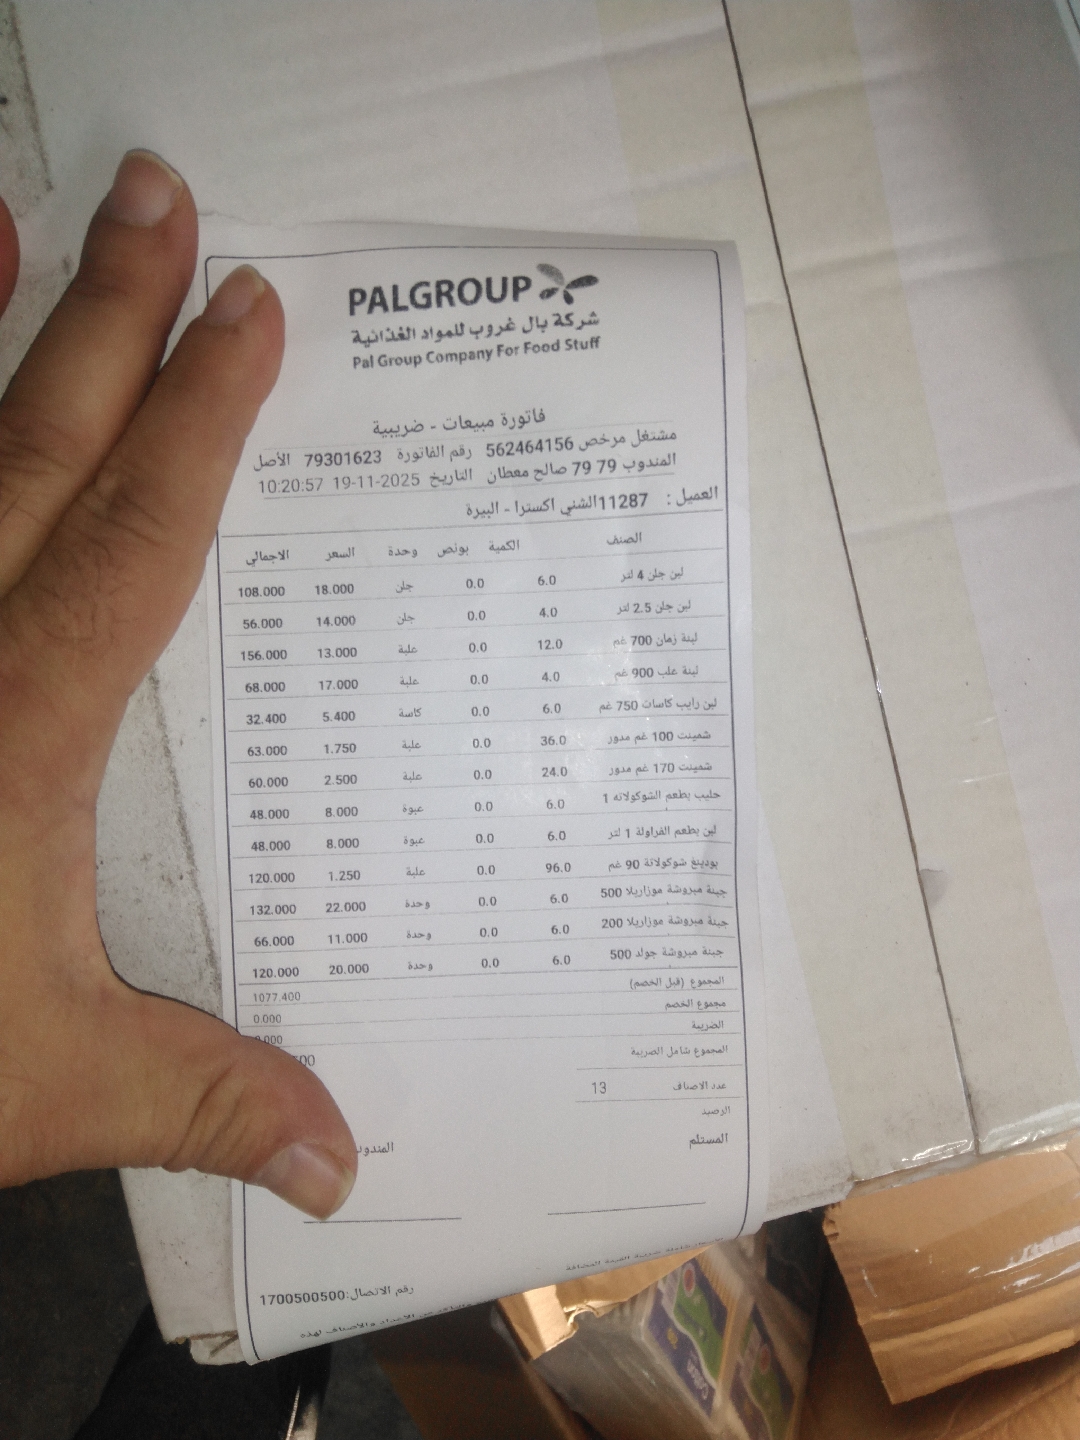 PALGROUP
شركة بال غروب للمواد الغذائية
Pal Group Company For Food Stuff
فاتورة مبيعات - ضريبية
مشتغل مرخص 562464156 رقم الفاتورة 79301623 الأصل
المندوب 79 79 صالح معطان التاريخ 19-11-2025 10:20:57
العميل : 11287الشني اكسترا - البيرة
الصنف الكمية بونص وحدة السعر الاجمالي
لبن جلن 4 لتر 6.0 0.0 جلن 18.000 108.000
لبن جلن 2.5 لتر 4.0 0.0 جلن 14.000 56.000
لبنة زمان 700 غم 12.0 0.0 علبة 13.000 156.000
لبنة علب 900 غم 4.0 0.0 علبة 17.000 68.000
لبن رايب كاسات 750 غم 6.0 0.0 كاسة 5.400 32.400
شمينت 100 غم مدور 36.0 0.0 علبة 1.750 63.000
شمينت 170 غم مدور 24.0 0.0 علبة 2.500 60.000
حليب بطعم الشوكولاته 1 6.0 0.0 عبوة 8.000 48.000
لبن بطعم الفراولة 1 لتر 6.0 0.0 عبوة 8.000 48.000
بودينغ شوكولاتة 90 غم 96.0 0.0 علبة 1.250 120.000
جبنة مبروشة موزاريلا 500 6.0 0.0 وحدة 22.000 132.000
جبنة مبروشة موزاريلا 200 6.0 0.0 وحدة 11.000 66.000
جبنة مبروشة جولد 500 6.0 0.0 وحدة 20.000 120.000
المجموع (قبل الخصم) 1077.400
مجموع الخصم 0.000
الضريبة
المجموع شامل الضريبة
عدد الاصناف 13
الرصيد
المستلم المندوب
رقم الاتصال:1700500500
Cotton